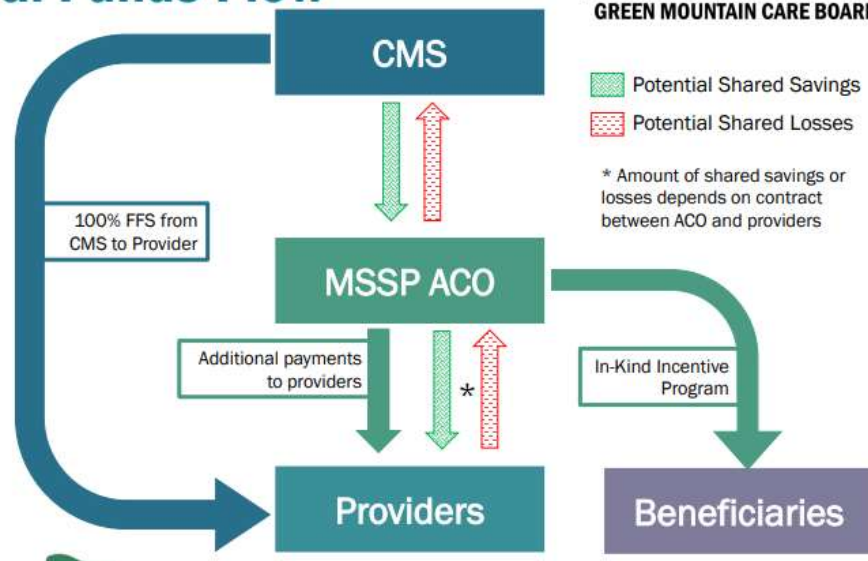 GREEN MOUNTAIN CARE BOAR
CMS
Potential Shared Savings
Potential Shared Losses
* Amount of shared savings or
losses depends on contract
between ACO and providers
100% FFS from
CMS to Provider
MSSP ACO
Additional payments
to providers
*
In-Kind Incentive
Program
Providers
Beneficiaries